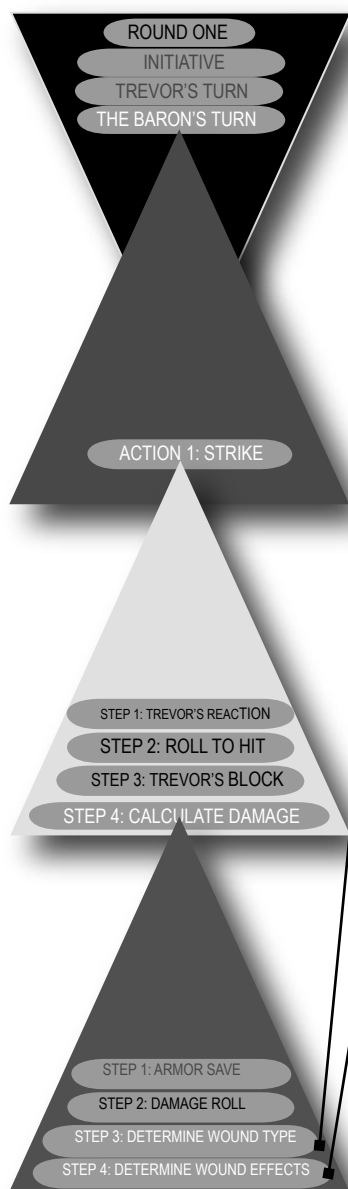 ROUND ONE
INITIATIVE
TREVOR'S TURN
THE BARON'S TURN
ACTION 1: STRIKE
STEP 1: TREVOR'S REACTION
STEP 2: ROLL TO HIT
STEP 3: TREVOR'S BLOCK
STEP 4: CALCULATE DAMAGE
STEP 1: ARMOR SAVE
STEP 2: DAMAGE ROLL
STEP 3: DETERMINE WOUND TYPE
STEP 4: DETERMINE WOUND EFFECTS